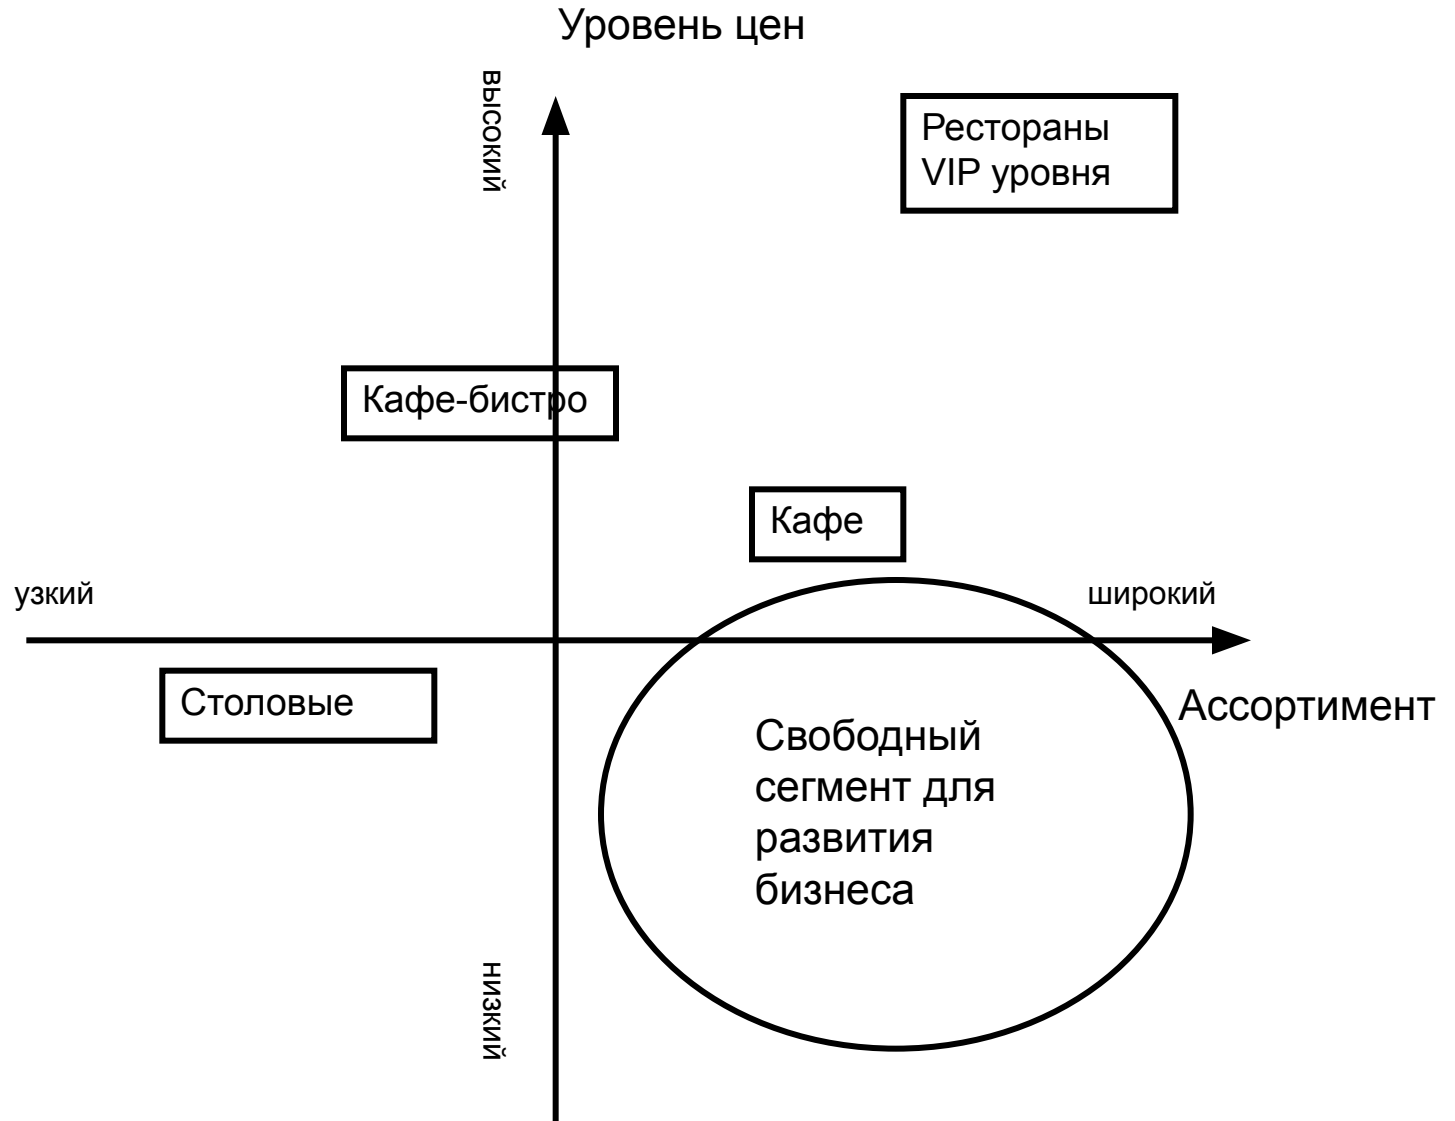 Уровень цен
высокий
Рестораны
VIP уровня
Кафе-бистро
Кафе
узкий
широкий
Столовые
Ассортимент
Свободный
сегмент для
развития
бизнеса
низкий